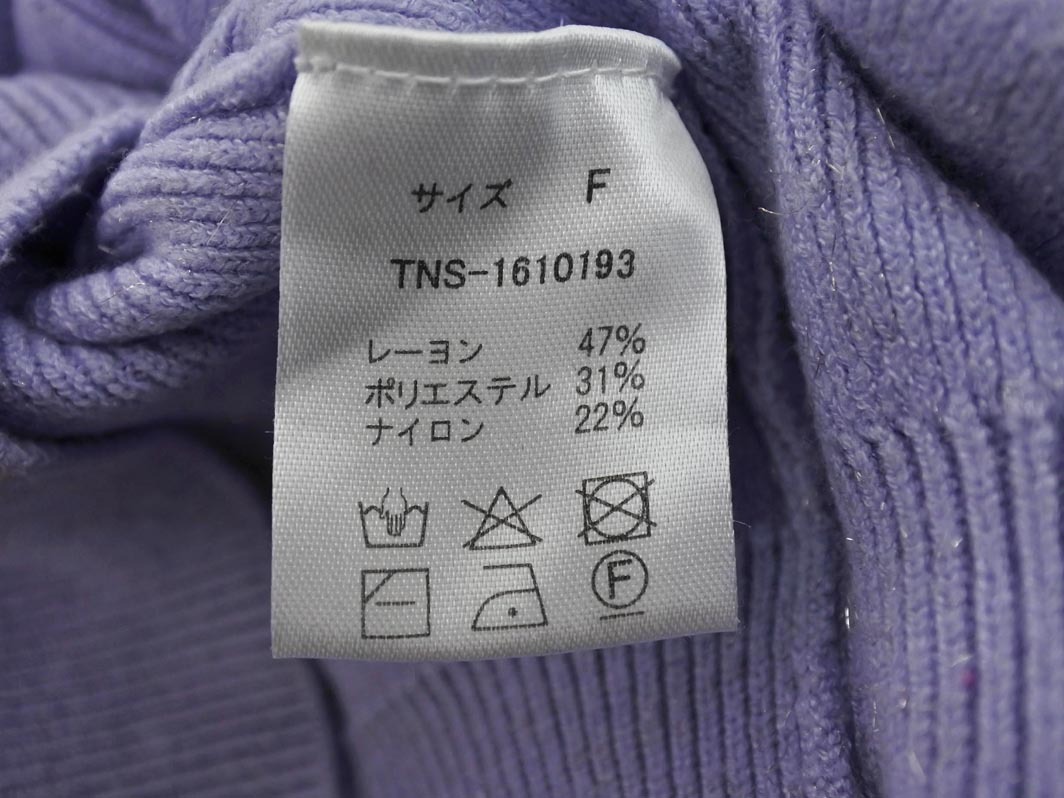 サイズ F
TNS-1610193
レーヨン 47%
ポリエステル 31%
ナイロン 22%
F